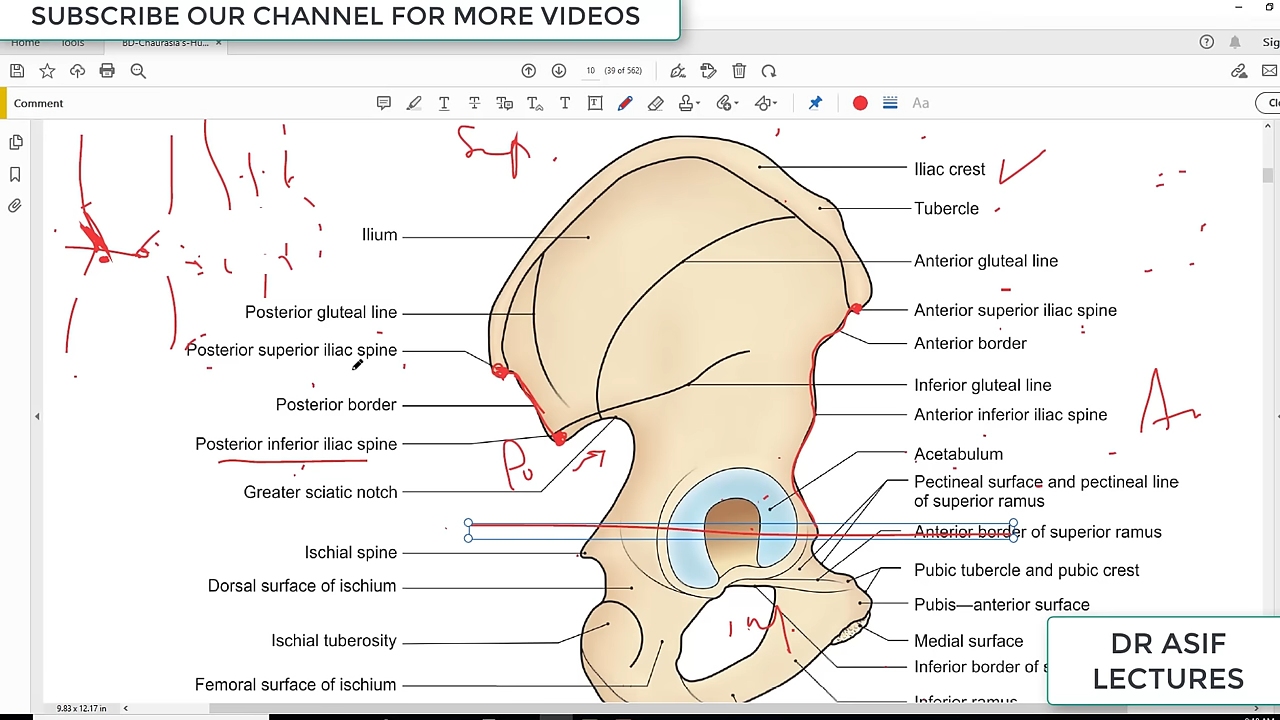 SUBSCRIBE OUR CHANNEL FOR MORE VIDEOS
Home Tools BD-Chaurasia's-Hu... ×
10 (39 of 562)
Comment
Aa
Sup.
Iliac crest
Tubercle
Ilium
Anterior gluteal line
Posterior gluteal line
Anterior superior iliac spine
Anterior border
Posterior superior iliac spine
Inferior gluteal line
Posterior border
Anterior inferior iliac spine
Posterior inferior iliac spine
Acetabulum
Pectineal surface and pectineal line
of superior ramus
Greater sciatic notch
Anterior border of superior ramus
Ischial spine
Pubic tubercle and pubic crest
Dorsal surface of ischium
Pubis—anterior surface
Ischial tuberosity
Medial surface
Inferior border of s
Femoral surface of ischium
Inferior ramus
DR ASIF
LECTURES
9.83 x 12.17 in